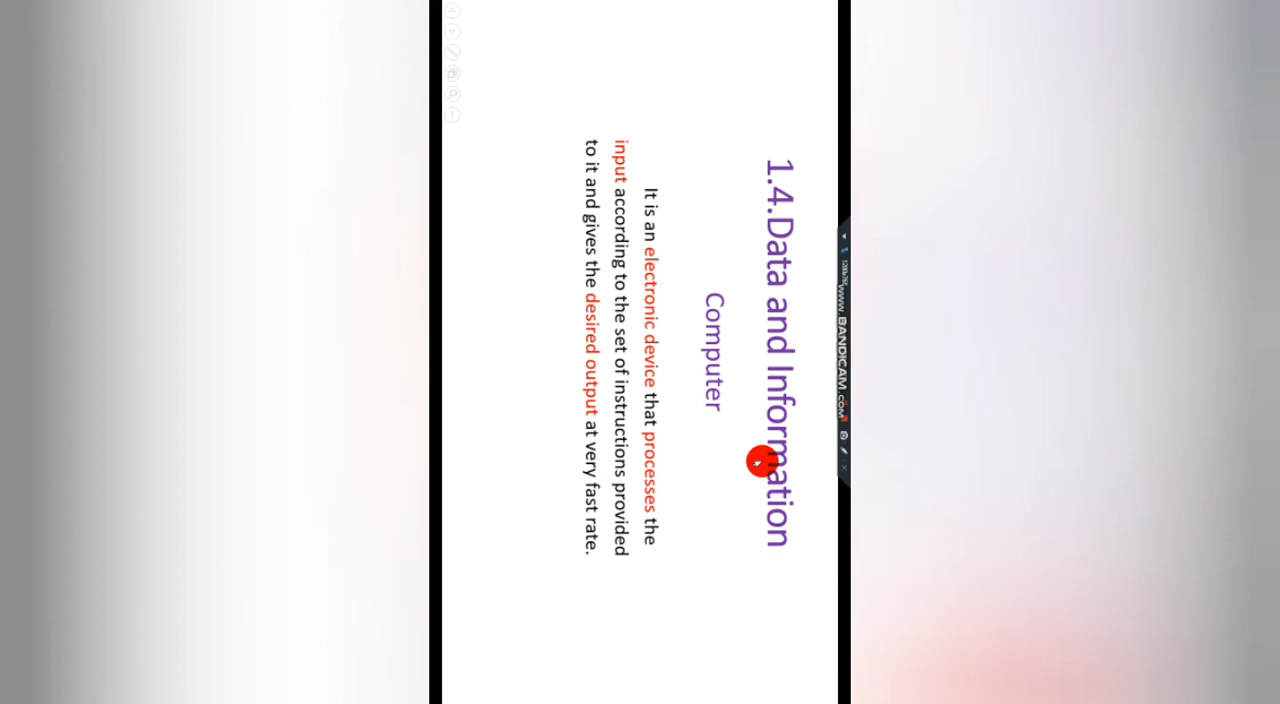 www.BANDICAM.COM
1.4.Data and Information
Computer
It is an electronic device that processes the
input according to the set of instructions provided
to it and gives the desired output at very fast rate.